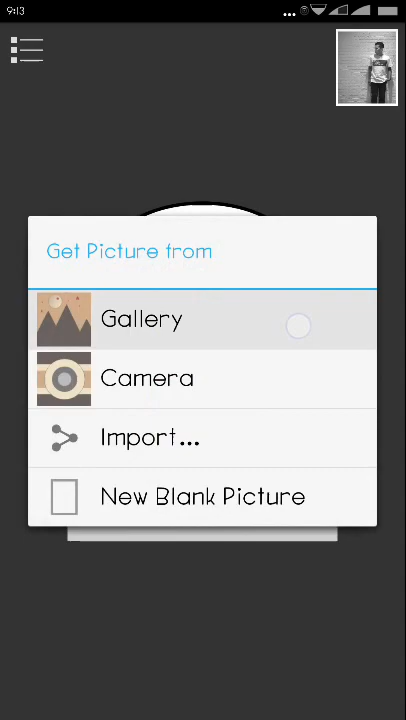 9:13
Get Picture from
Gallery
Camera
Import...
New Blank Picture